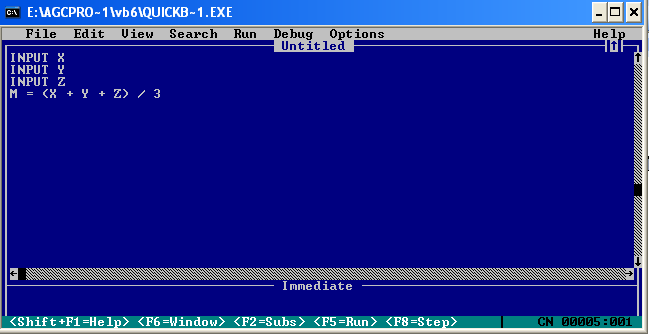 E:\AGCPRO~1\vb6\QUICKB~1.EXE
File Edit View Search Run Debug Options Help
Untitled
INPUT X
INPUT Y
INPUT Z
M = (X + Y + Z) / 3
Immediate
<Shift+F1=Help> <F6=Window> <F2=Subs> <F5=Run> <F8=Step> CN 00005:001